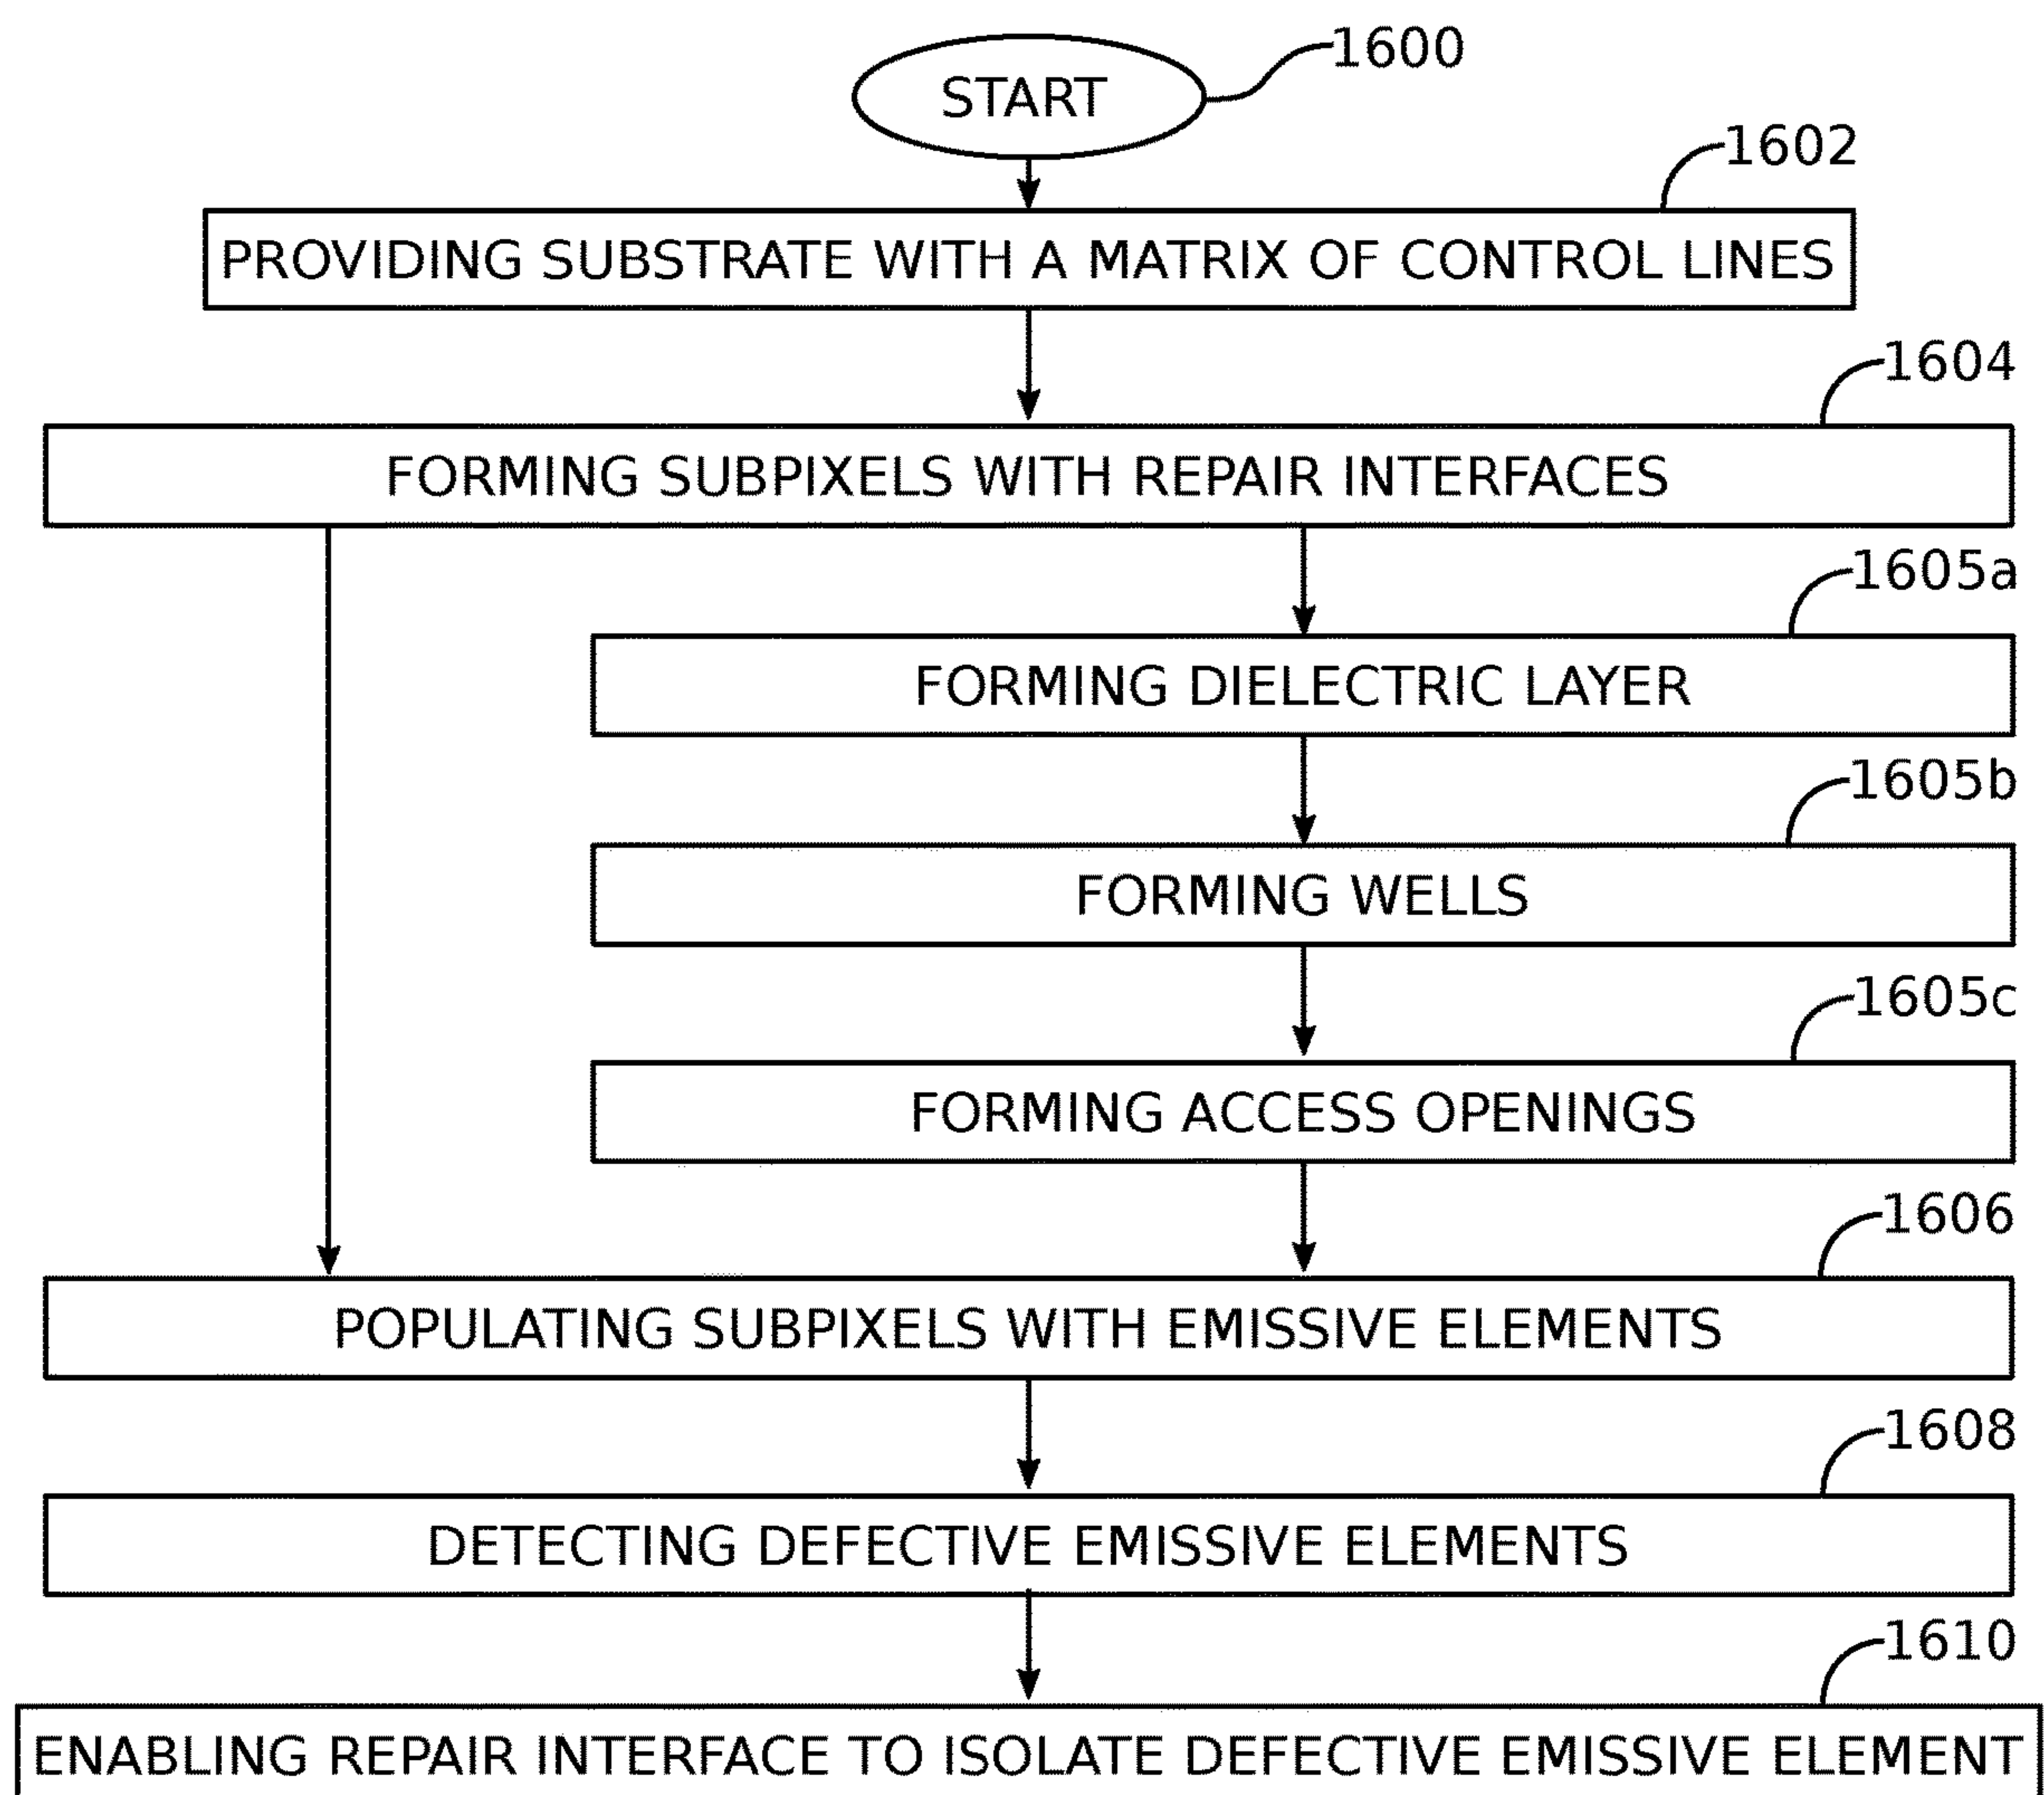 START
1600
1602
PROVIDING SUBSTRATE WITH A MATRIX OF CONTROL LINES
1604
FORMING SUBPIXELS WITH REPAIR INTERFACES
1605a
FORMING DIELECTRIC LAYER
1605b
FORMING WELLS
1605c
FORMING ACCESS OPENINGS
1606
POPULATING SUBPIXELS WITH EMISSIVE ELEMENTS
1608
DETECTING DEFECTIVE EMISSIVE ELEMENTS
1610
ENABLING REPAIR INTERFACE TO ISOLATE DEFECTIVE EMISSIVE ELEMENT